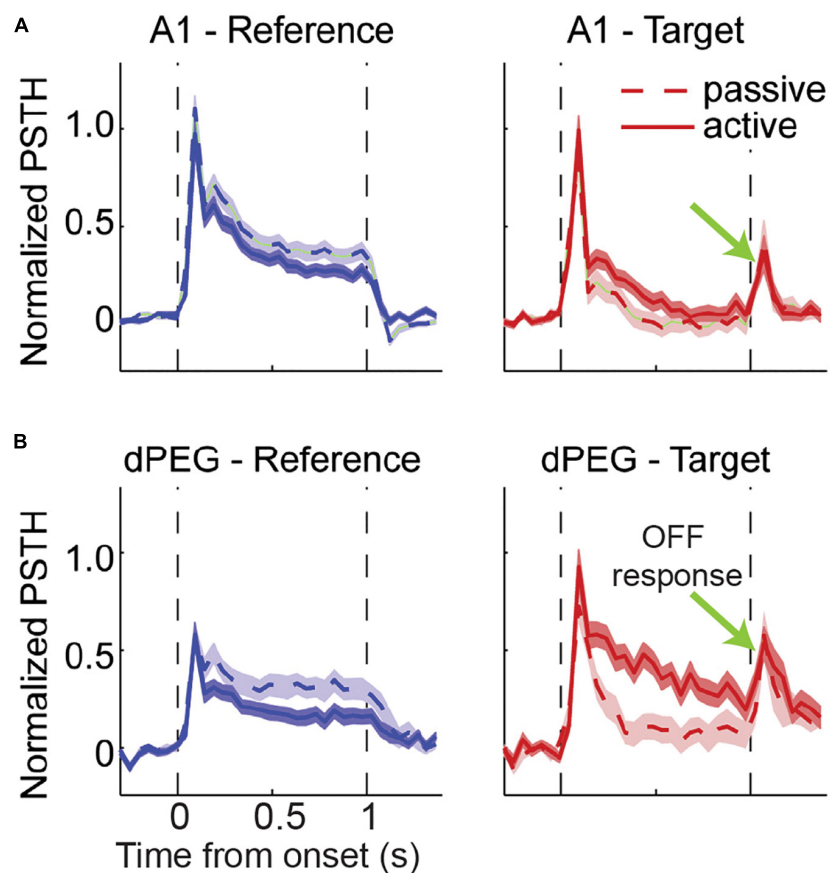 A
A1 - Reference
A1 - Target
Normalized PSTH
1.0
0.5
0
passive
active
B
dPEG - Reference
dPEG - Target
Normalized PSTH
1.0
0.5
0
OFF
response
0 0.5 1
Time from onset (s)